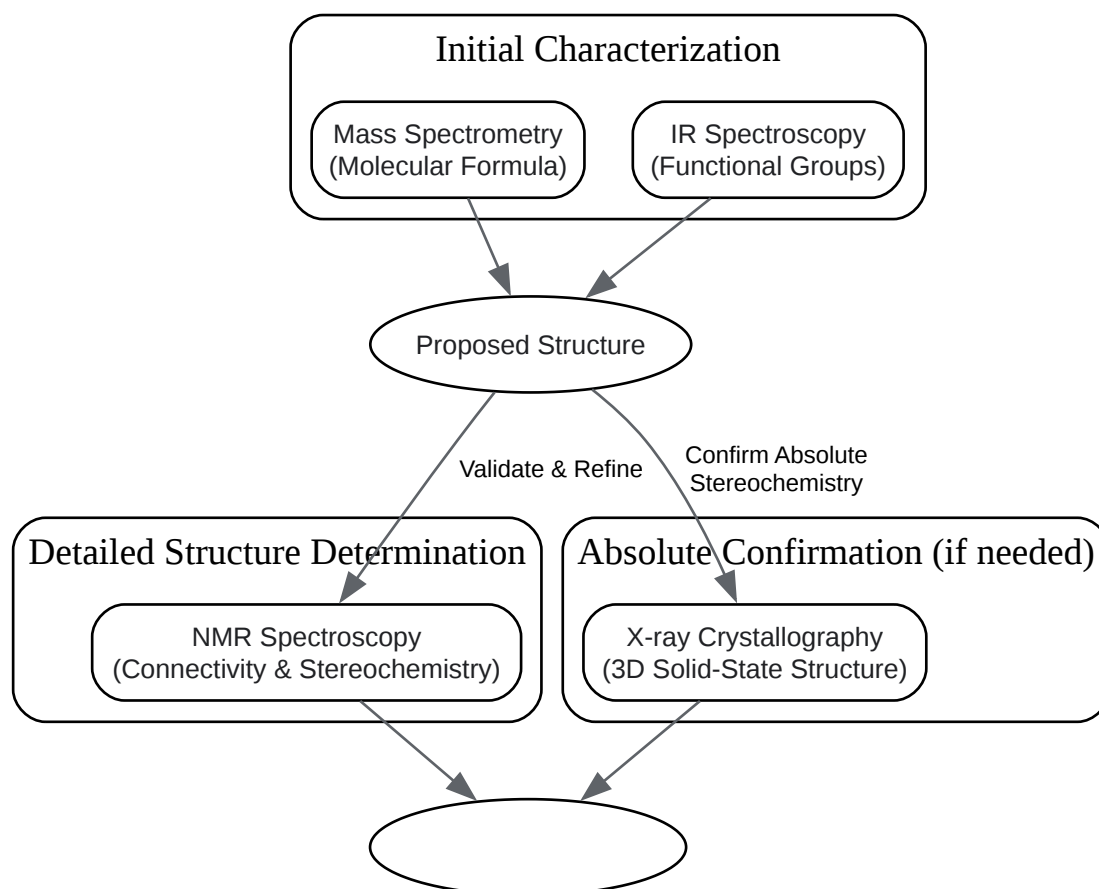 Initial Characterization
Mass Spectrometry
(Molecular Formula)
IR Spectroscopy
(Functional Groups)
Proposed Structure
Validate & Refine
Confirm Absolute
Stereochemistry
Detailed Structure Determination
Absolute Confirmation (if needed)
NMR Spectroscopy
(Connectivity & Stereochemistry)
X-ray Crystallography
(3D Solid-State Structure)